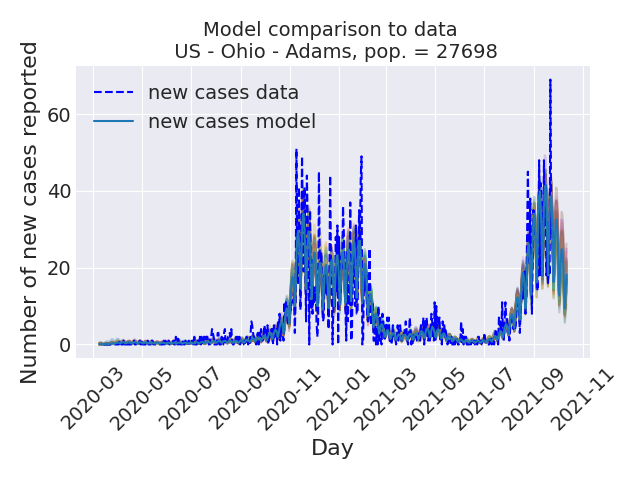 Model comparison to data
US - Ohio - Adams, pop. = 27698
Number of new cases reported
60
40
20
0
new cases data
new cases model
2020-03
2020-05
2020-07
2020-09
2020-11
2021-01
2021-03
2021-05
2021-07
2021-09
2021-11
Day